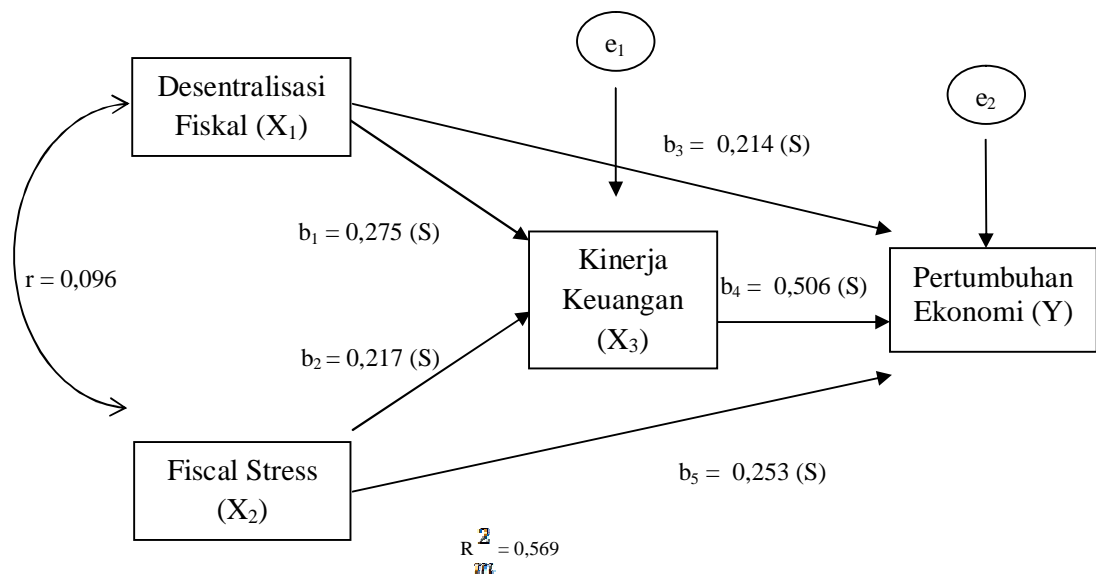 e₁
Desentralisasi
Fiskal (X₁)
e₂
b₃ = 0,214 (S)
b₁ = 0,275 (S)
Kinerja
Keuangan
(X₃)
b₄ = 0,506 (S)
Pertumbuhan
Ekonomi (Y)
r = 0,096
b₂ = 0,217 (S)
Fiscal Stress
(X₂)
b₅ = 0,253 (S)
R²ₘ = 0,569